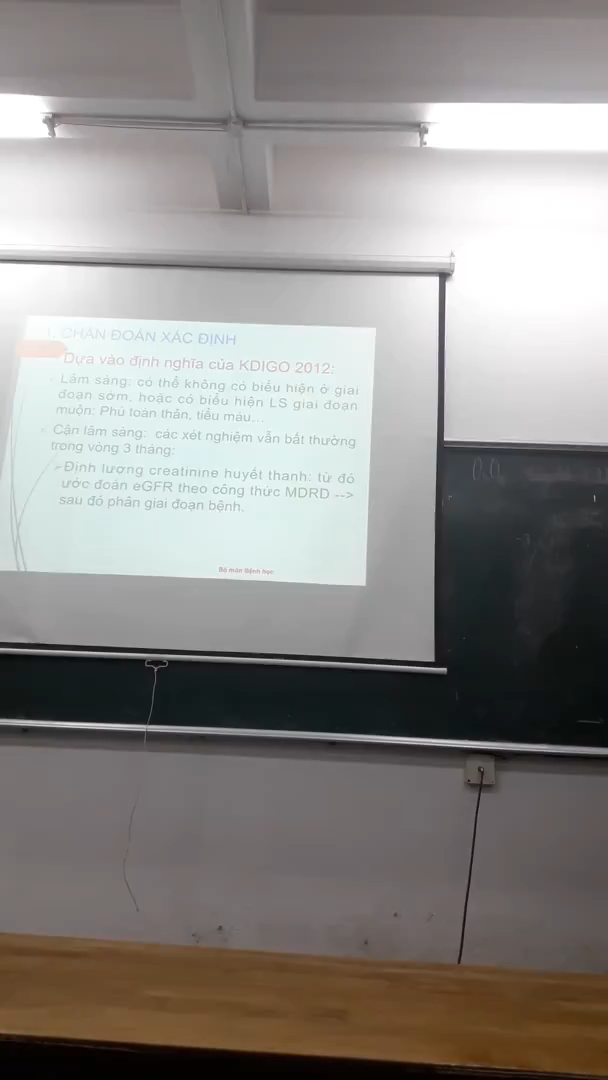 CHẨN ĐOÁN XÁC ĐỊNH
Dựa vào định nghĩa của KDIGO 2012:
Lâm sàng: có thể không có biểu hiện ở giai
đoạn sớm, hoặc có biểu hiện LS giai đoạn
muộn: Phù toàn thân, tiểu máu...
Cận lâm sàng: các xét nghiệm vẫn bất thường
trong vòng 3 tháng:
Định lượng creatinine huyết thanh: từ đó
ước đoán eGFR theo công thức MDRD -->
sau đó phân giai đoạn bệnh.
Bộ môn Bệnh học